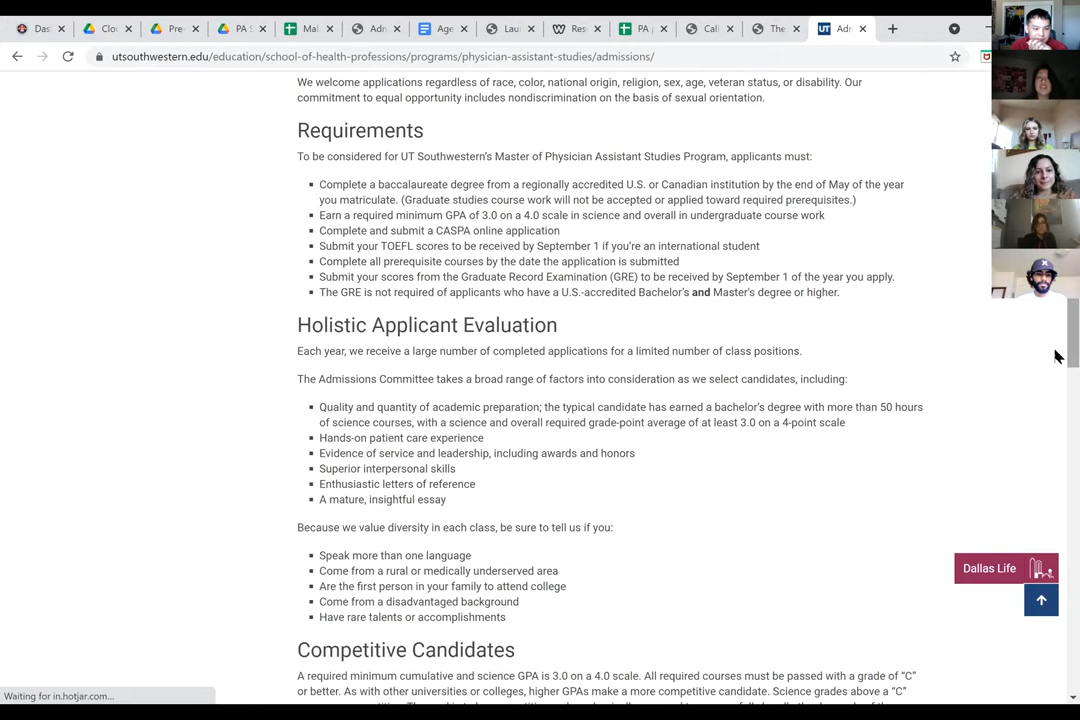 Das
Clo
Pre-
PA S
Mal
Adn
Age
Lau
Res
PA
Cali
The
UT Adn
utsouthwestern.edu/education/school-of-health-professions/programs/physician-assistant-studies/admissions/
We welcome applications regardless of race, color, national origin, religion, sex, age, veteran status, or disability. Our
commitment to equal opportunity includes nondiscrimination on the basis of sexual orientation.
Requirements
To be considered for UT Southwestern's Master of Physician Assistant Studies Program, applicants must:
Complete a baccalaureate degree from a regionally accredited U.S. or Canadian institution by the end of May of the year
you matriculate. (Graduate studies course work will not be accepted or applied toward required prerequisites.)
Earn a required minimum GPA of 3.0 on a 4.0 scale in science and overall in undergraduate course work
Complete and submit a CASPA online application
Submit your TOEFL scores to be received by September 1 if you're an international student
Complete all prerequisite courses by the date the application is submitted
Submit your scores from the Graduate Record Examination (GRE) to be received by September 1 of the year you apply.
The GRE is not required of applicants who have a U.S.-accredited Bachelor's and Master's degree or higher.
Holistic Applicant Evaluation
Each year, we receive a large number of completed applications for a limited number of class positions.
The Admissions Committee takes a broad range of factors into consideration as we select candidates, including:
Quality and quantity of academic preparation; the typical candidate has earned a bachelor's degree with more than 50 hours
of science courses, with a science and overall required grade-point average of at least 3.0 on a 4-point scale
Hands-on patient care experience
Evidence of service and leadership, including awards and honors
Superior interpersonal skills
Enthusiastic letters of reference
A mature, insightful essay
Because we value diversity in each class, be sure to tell us if you:
Speak more than one language
Come from a rural or medically underserved area
Are the first person in your family to attend college
Come from a disadvantaged background
Have rare talents or accomplishments
Dallas Life
Competitive Candidates
A required minimum cumulative and science GPA is 3.0 on a 4.0 scale. All required courses must be passed with a grade of "C"
or better. As with other universities or colleges, higher GPAs make a more competitive candidate. Science grades above a "C"
Waiting for in.hotjar.com...